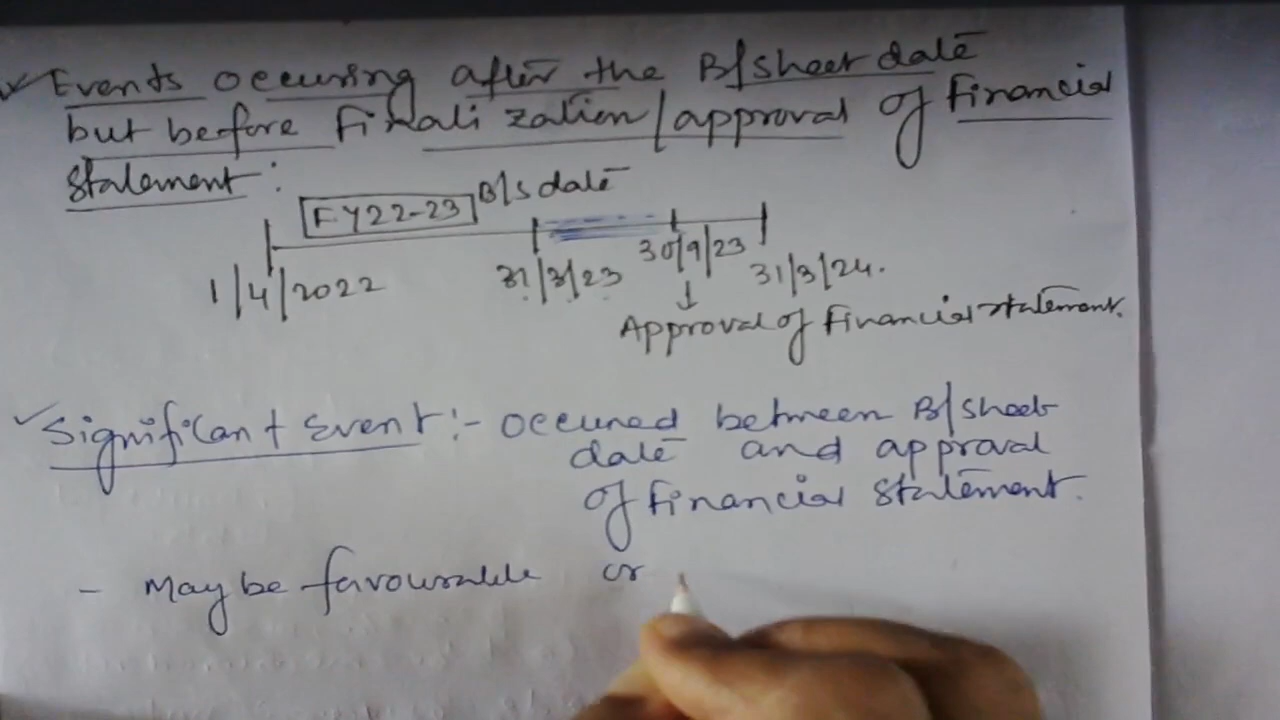 Events occuring after the B/sheet date
but before Finalization/approval of Financial
statement:
FY22-23 B/s date
1/4/2022 31/3/23 30/9/23 31/3/24.
↓
Approval of Financial statement.
Significant Event:- occured between B/sheet
date and approval
of Financial statement.
- May be favourable or